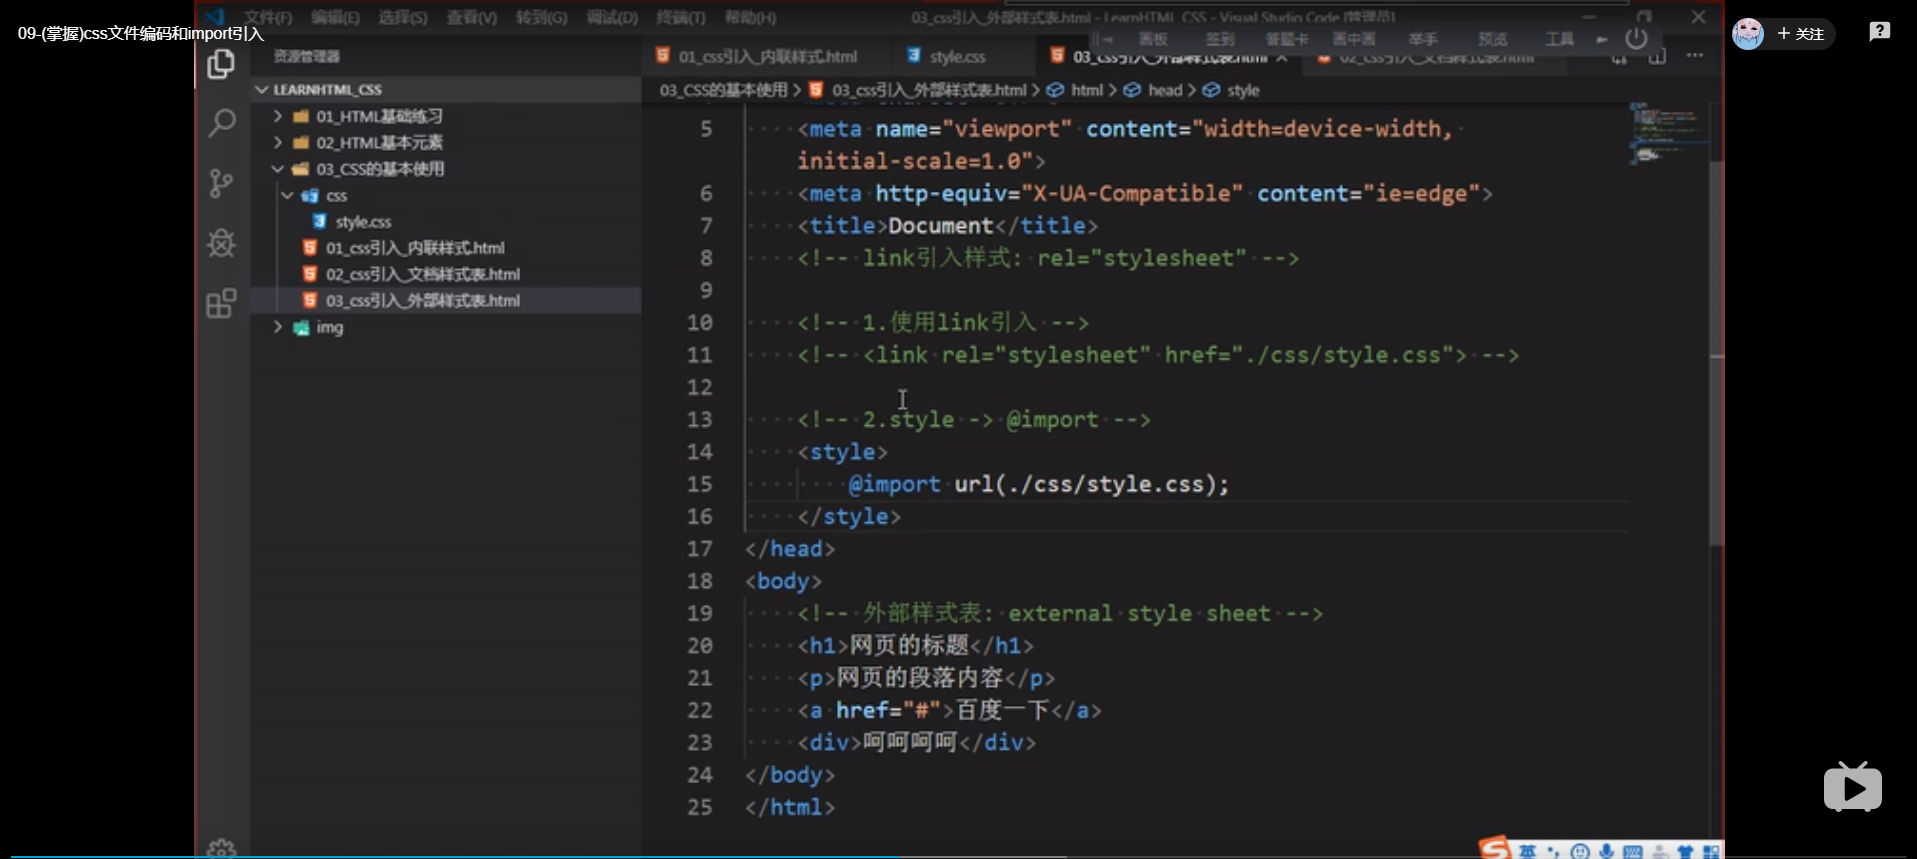 09-(掌握)css文件编码和import引入
文件(F) 编辑(E) 选择(S) 查看(V) 转到(G) 调试(D) 终端(T) 帮助(H)
03_css引入_外部样式表.html - LearnHTML_CSS - Visual Studio Code [管理员]
画板 签到 答题卡 画中画 举手 预览 工具
+ 关注
资源管理器
01_css引入_内联样式.html
style.css
03_css引入_外部样式表.html
02_css引入_文档样式表.html
03_CSS的基本使用 > 03_css引入_外部样式表.html > html > head > style
LEARNHTML_CSS
01_HTML基础练习
02_HTML基本元素
03_CSS的基本使用
css
style.css
01_css引入_内联样式.html
02_css引入_文档样式表.html
03_css引入_外部样式表.html
img
5 <meta name="viewport" content="width=device-width,
initial-scale=1.0">
6 <meta http-equiv="X-UA-Compatible" content="ie=edge">
7 <title>Document</title>
8 <!-- link引入样式: rel="stylesheet" -->
9
10 <!-- 1.使用link引入 -->
11 <!-- <link rel="stylesheet" href="./css/style.css"> -->
12
13 <!-- 2.style -> @import -->
14 <style>
15 @import url(./css/style.css);
16 </style>
17 </head>
18 <body>
19 <!-- 外部样式表: external style sheet -->
20 <h1>网页的标题</h1>
21 <p>网页的段落内容</p>
22 <a href="#">百度一下</a>
23 <div>呵呵呵呵</div>
24 </body>
25 </html>
英